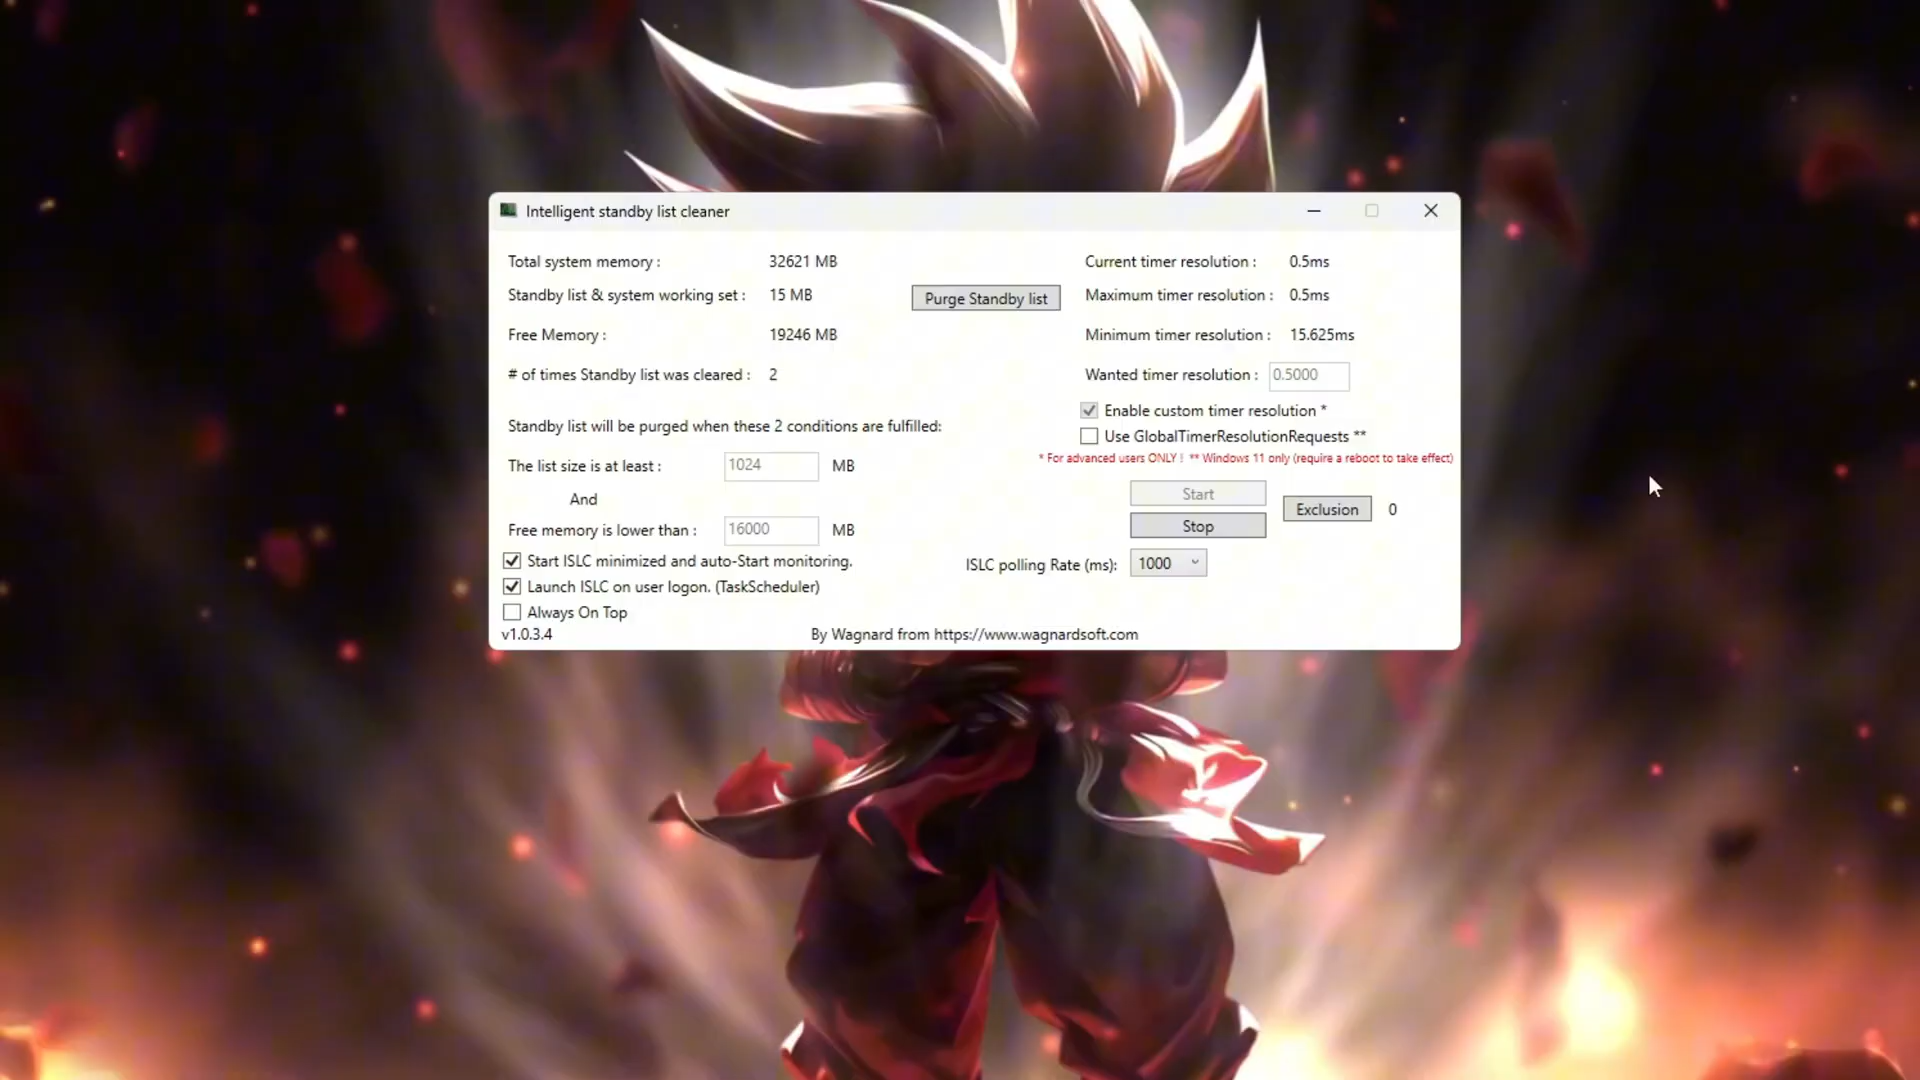 Intelligent standby list cleaner
Total system memory : 32621 MB
Standby list & system working set : 15 MB
Purge Standby list
Free Memory : 19246 MB
# of times Standby list was cleared : 2
Standby list will be purged when these 2 conditions are fulfilled:
The list size is at least : 1024 MB
And
Free memory is lower than : 16000 MB
Start ISLC minimized and auto-Start monitoring.
Launch ISLC on user logon. (TaskScheduler)
Always On Top
v1.0.3.4
Current timer resolution : 0.5ms
Maximum timer resolution : 0.5ms
Minimum timer resolution : 15.625ms
Wanted timer resolution : 0.5000
Enable custom timer resolution *
Use GlobalTimerResolutionRequests **
* For advanced users ONLY ! ** Windows 11 only (require a reboot to take effect)
Start
Stop
Exclusion 0
ISLC polling Rate (ms): 1000
By Wagnard from https://www.wagnardsoft.com